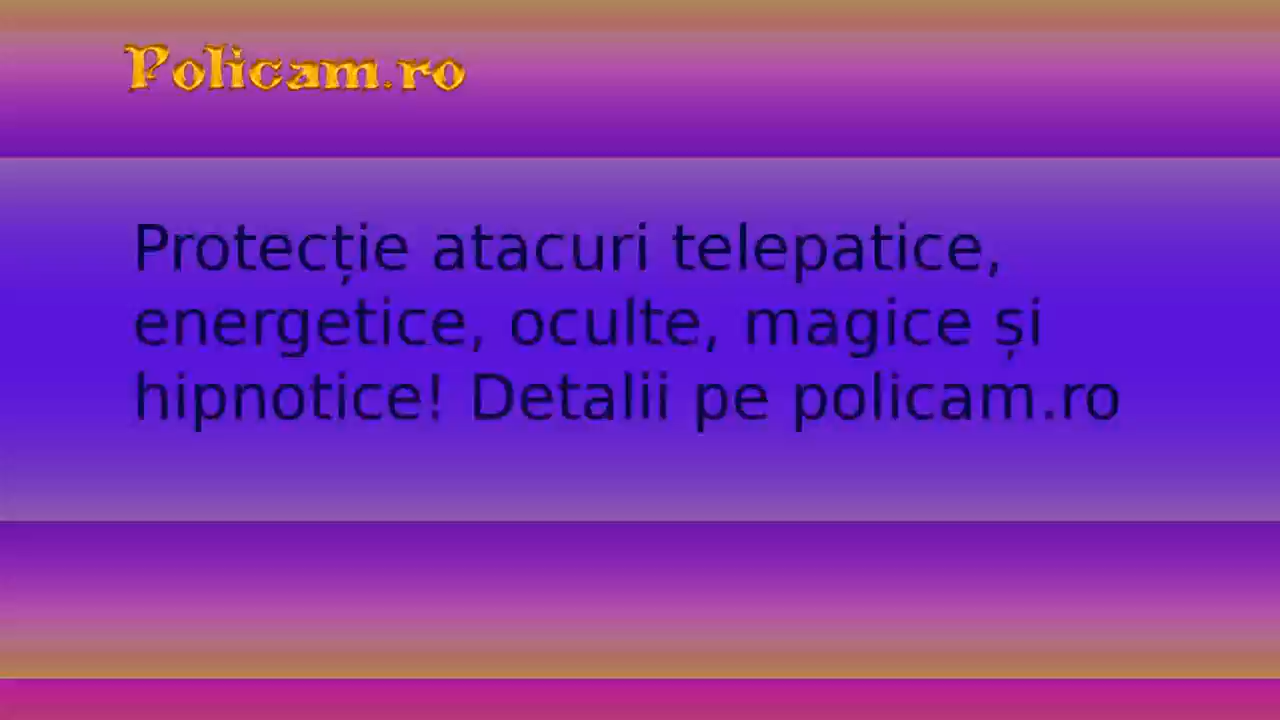 Policam.ro
Protecție atacuri telepatice,
energetice, oculte, magice și
hipnotice! Detalii pe policam.ro